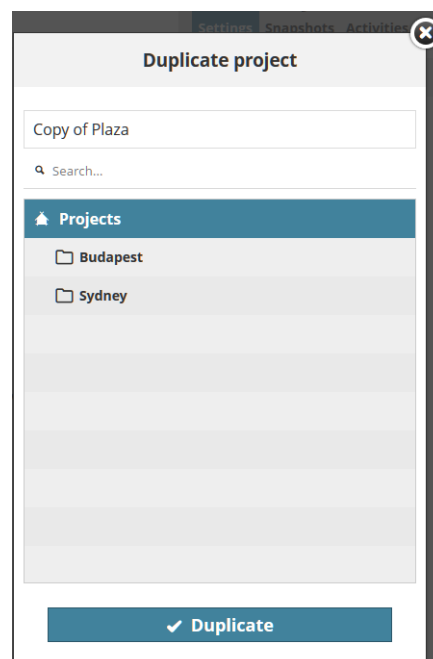 Settings Snapshots Activities
Duplicate project
Copy of Plaza
Search...
Projects
Budapest
Sydney
Duplicate